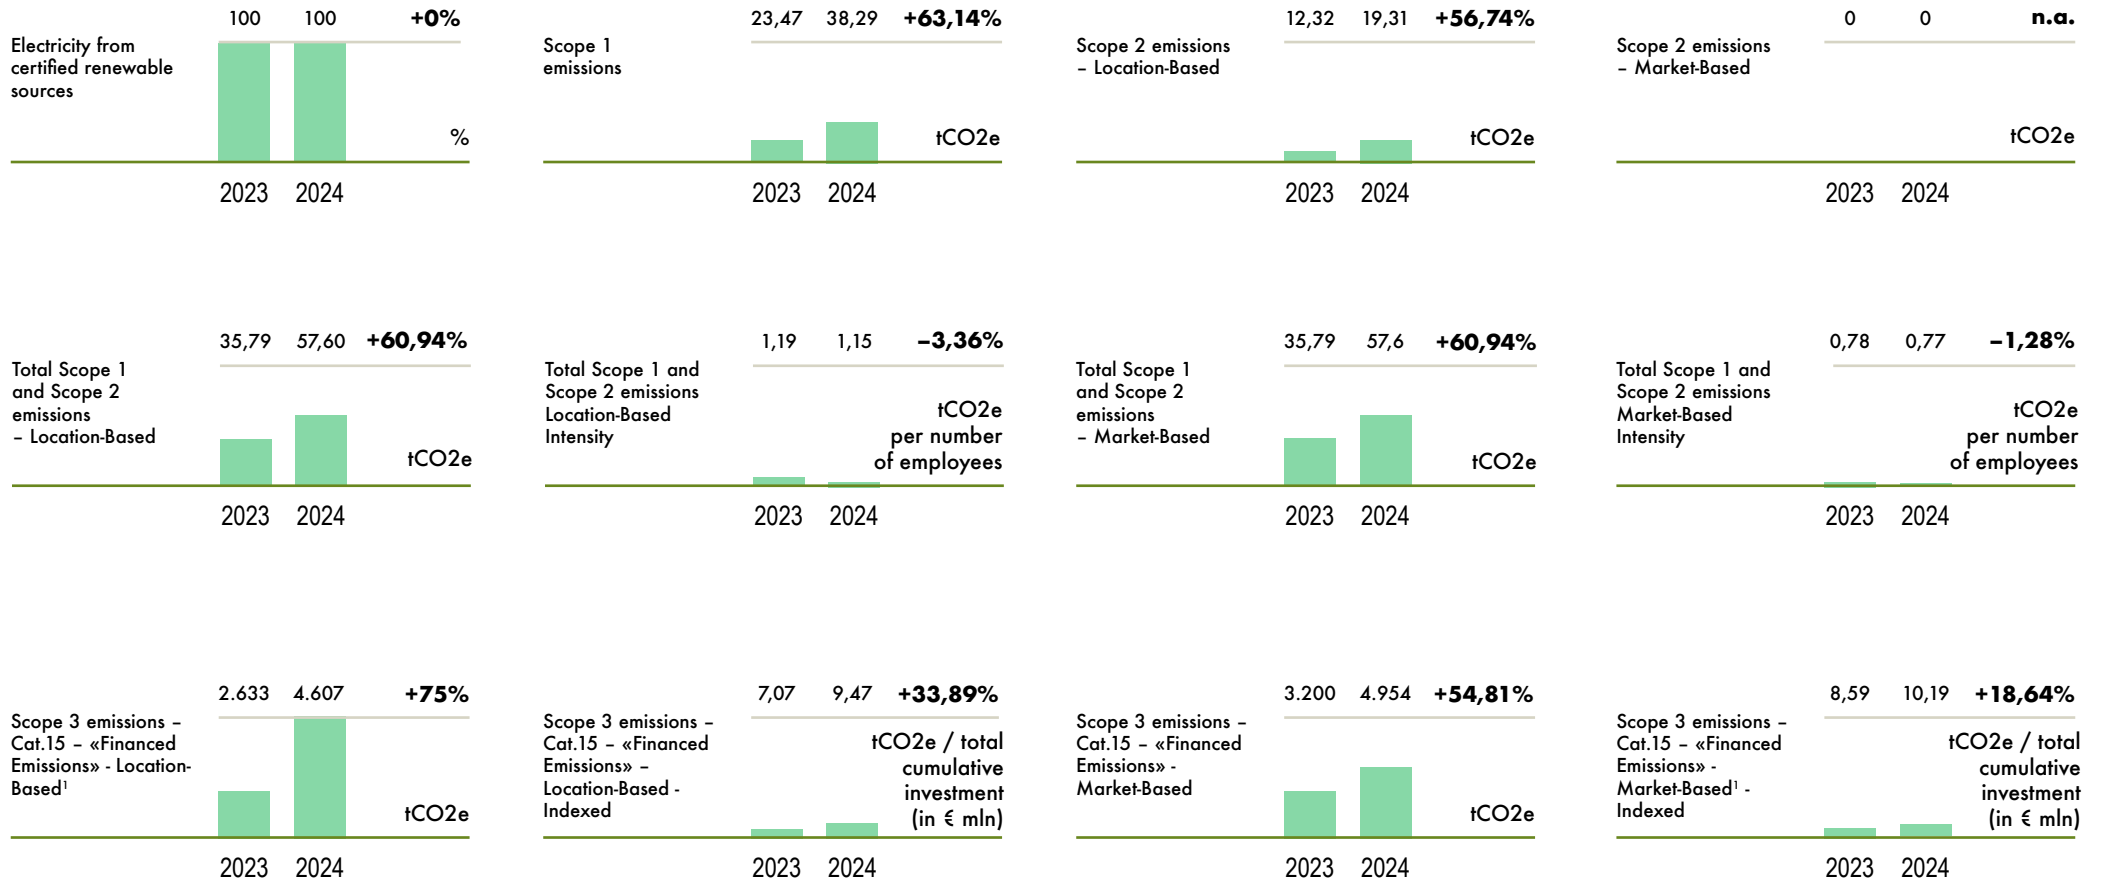 100 100 +0%
Electricity from
certified renewable
sources
%
2023 2024
23,47 38,29 +63,14%
Scope 1
emissions
tCO2e
2023 2024
12,32 19,31 +56,74%
Scope 2 emissions
– Location-Based
tCO2e
2023 2024
0 0 n.a.
Scope 2 emissions
– Market-Based
tCO2e
2023 2024
35,79 57,60 +60,94%
Total Scope 1
and Scope 2
emissions
– Location-Based
tCO2e
2023 2024
1,19 1,15 –3,36%
Total Scope 1 and
Scope 2 emissions
Location-Based
Intensity
tCO2e
per number
of employees
2023 2024
35,79 57,6 +60,94%
Total Scope 1
and Scope 2
emissions
– Market-Based
tCO2e
2023 2024
0,78 0,77 –1,28%
Total Scope 1 and
Scope 2 emissions
Market-Based
Intensity
tCO2e
per number
of employees
2023 2024
2.633 4.607 +75%
Scope 3 emissions –
Cat.15 – «Financed
Emissions» - Location-
Based¹
tCO2e
2023 2024
7,07 9,47 +33,89%
Scope 3 emissions –
Cat.15 – «Financed
Emissions» –
Location-Based -
Indexed
tCO2e / total
cumulative
investment
(in € mln)
2023 2024
3.200 4.954 +54,81%
Scope 3 emissions –
Cat.15 – «Financed
Emissions» -
Market-Based
tCO2e
2023 2024
8,59 10,19 +18,64%
Scope 3 emissions –
Cat.15 – «Financed
Emissions» -
Market-Based¹ -
Indexed
tCO2e / total
cumulative
investment
(in € mln)
2023 2024